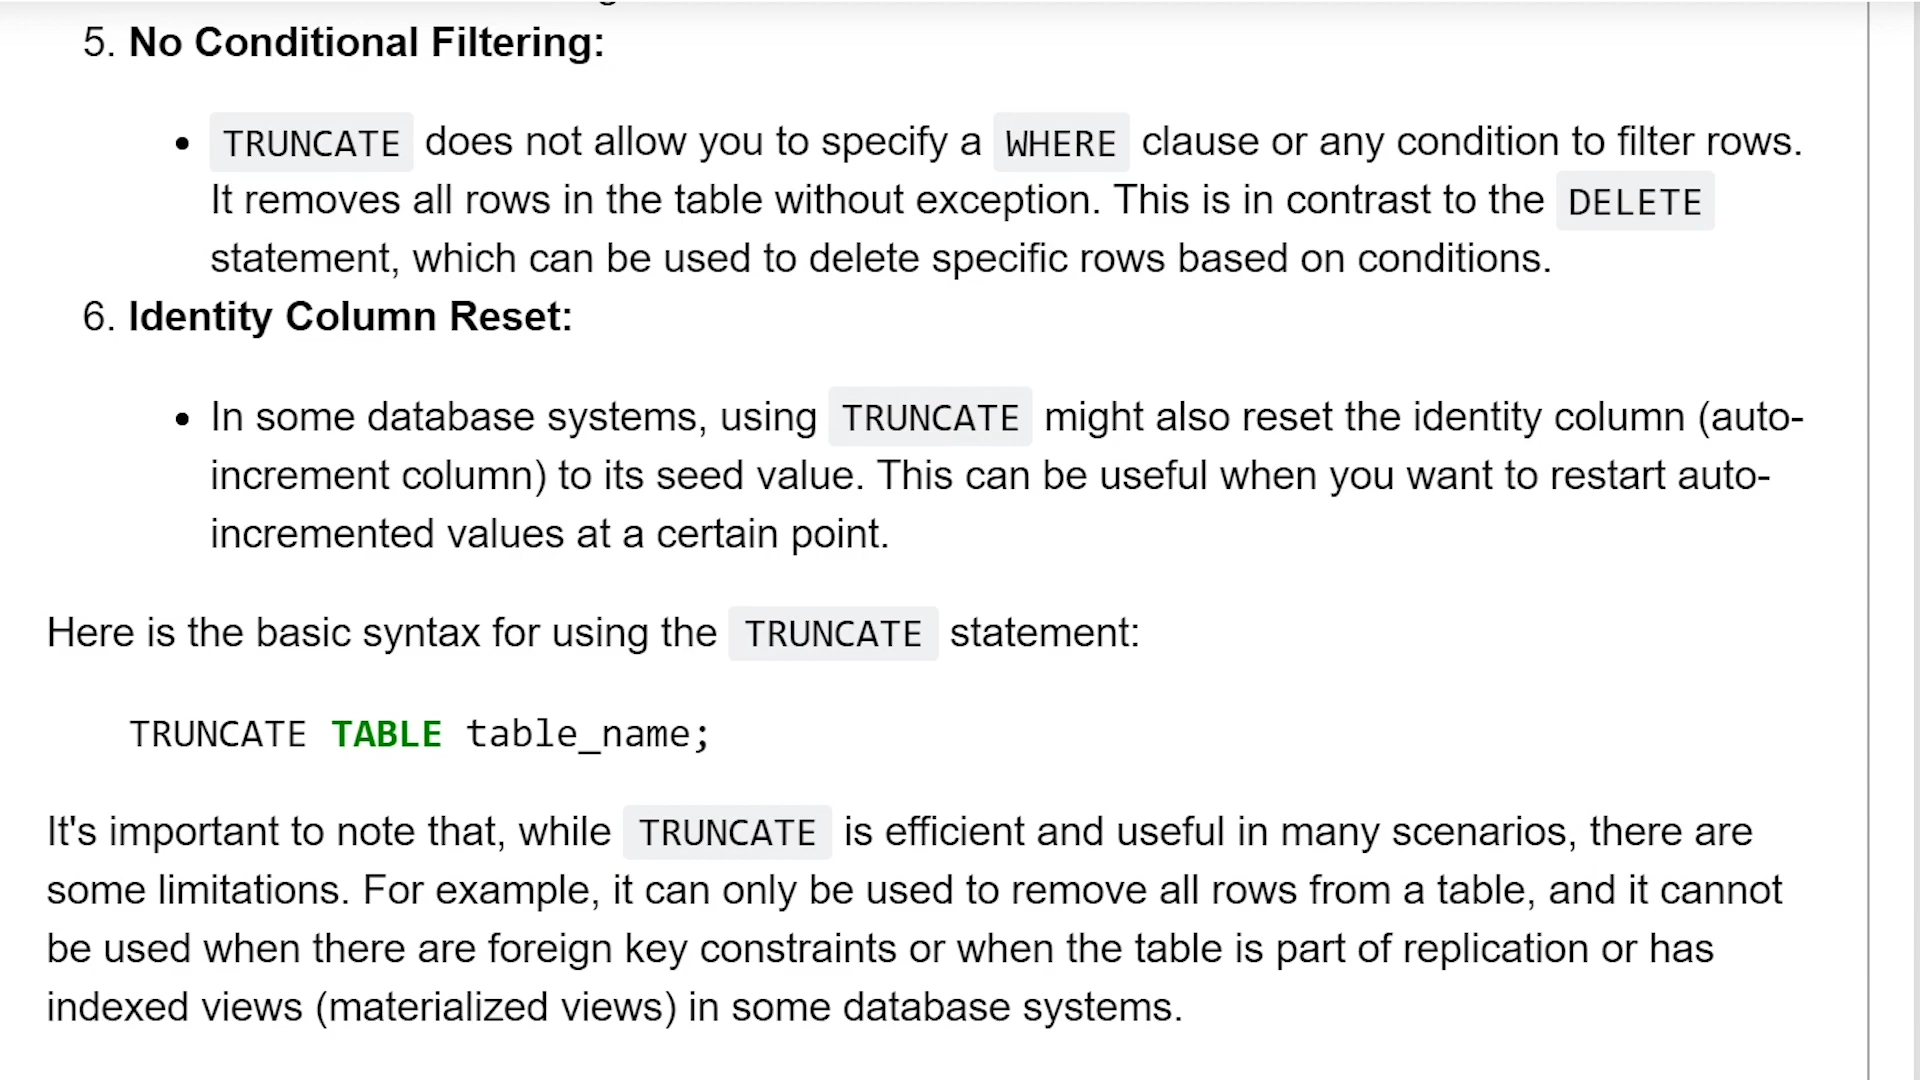 5. No Conditional Filtering:
• TRUNCATE does not allow you to specify a WHERE clause or any condition to filter rows.
It removes all rows in the table without exception. This is in contrast to the DELETE
statement, which can be used to delete specific rows based on conditions.
6. Identity Column Reset:
• In some database systems, using TRUNCATE might also reset the identity column (auto-
increment column) to its seed value. This can be useful when you want to restart auto-
incremented values at a certain point.
Here is the basic syntax for using the TRUNCATE statement:
TRUNCATE TABLE table_name;
It's important to note that, while TRUNCATE is efficient and useful in many scenarios, there are
some limitations. For example, it can only be used to remove all rows from a table, and it cannot
be used when there are foreign key constraints or when the table is part of replication or has
indexed views (materialized views) in some database systems.